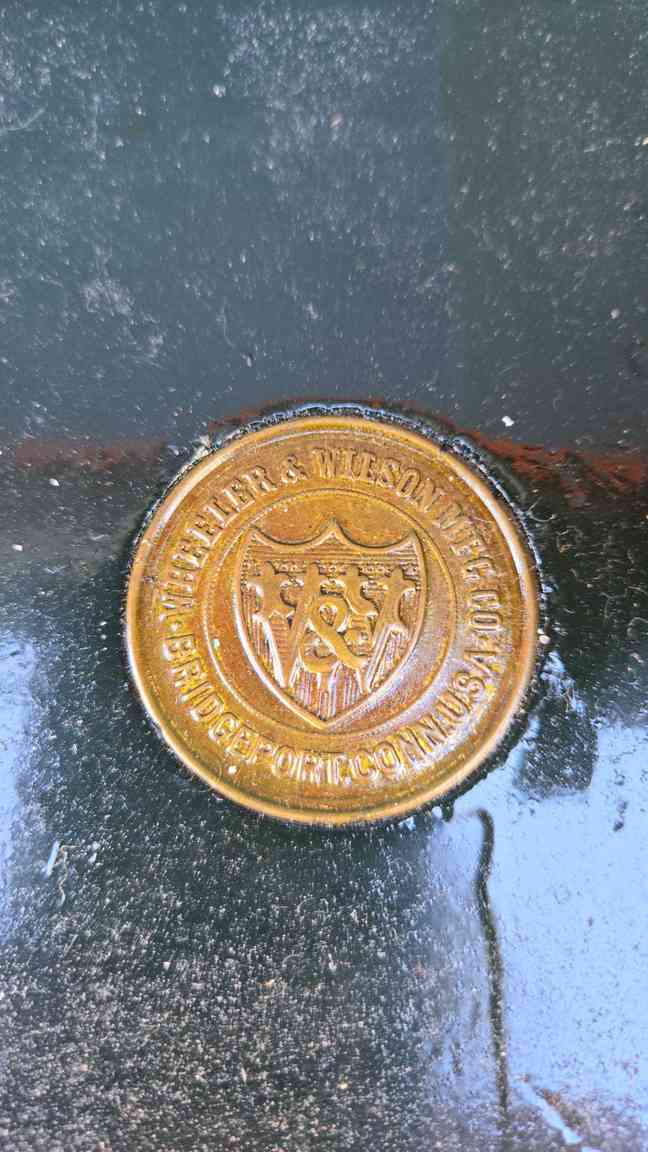 WHEELER & WILSON MFG. CO.
BRIDGEPORT. CONN. U.S.A.
W & W